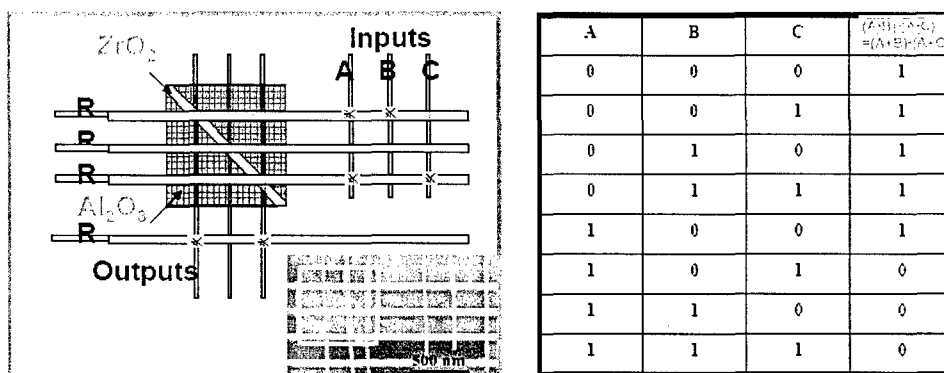 ZrO2
Inputs
A B C
R
R
R
Al2O3
R
Outputs
500 nm
A B C
0 0 0 1
0 0 1 1
0 1 0 1
0 1 1 1
1 0 0 1
1 0 1 0
1 1 0 0
1 1 1 0